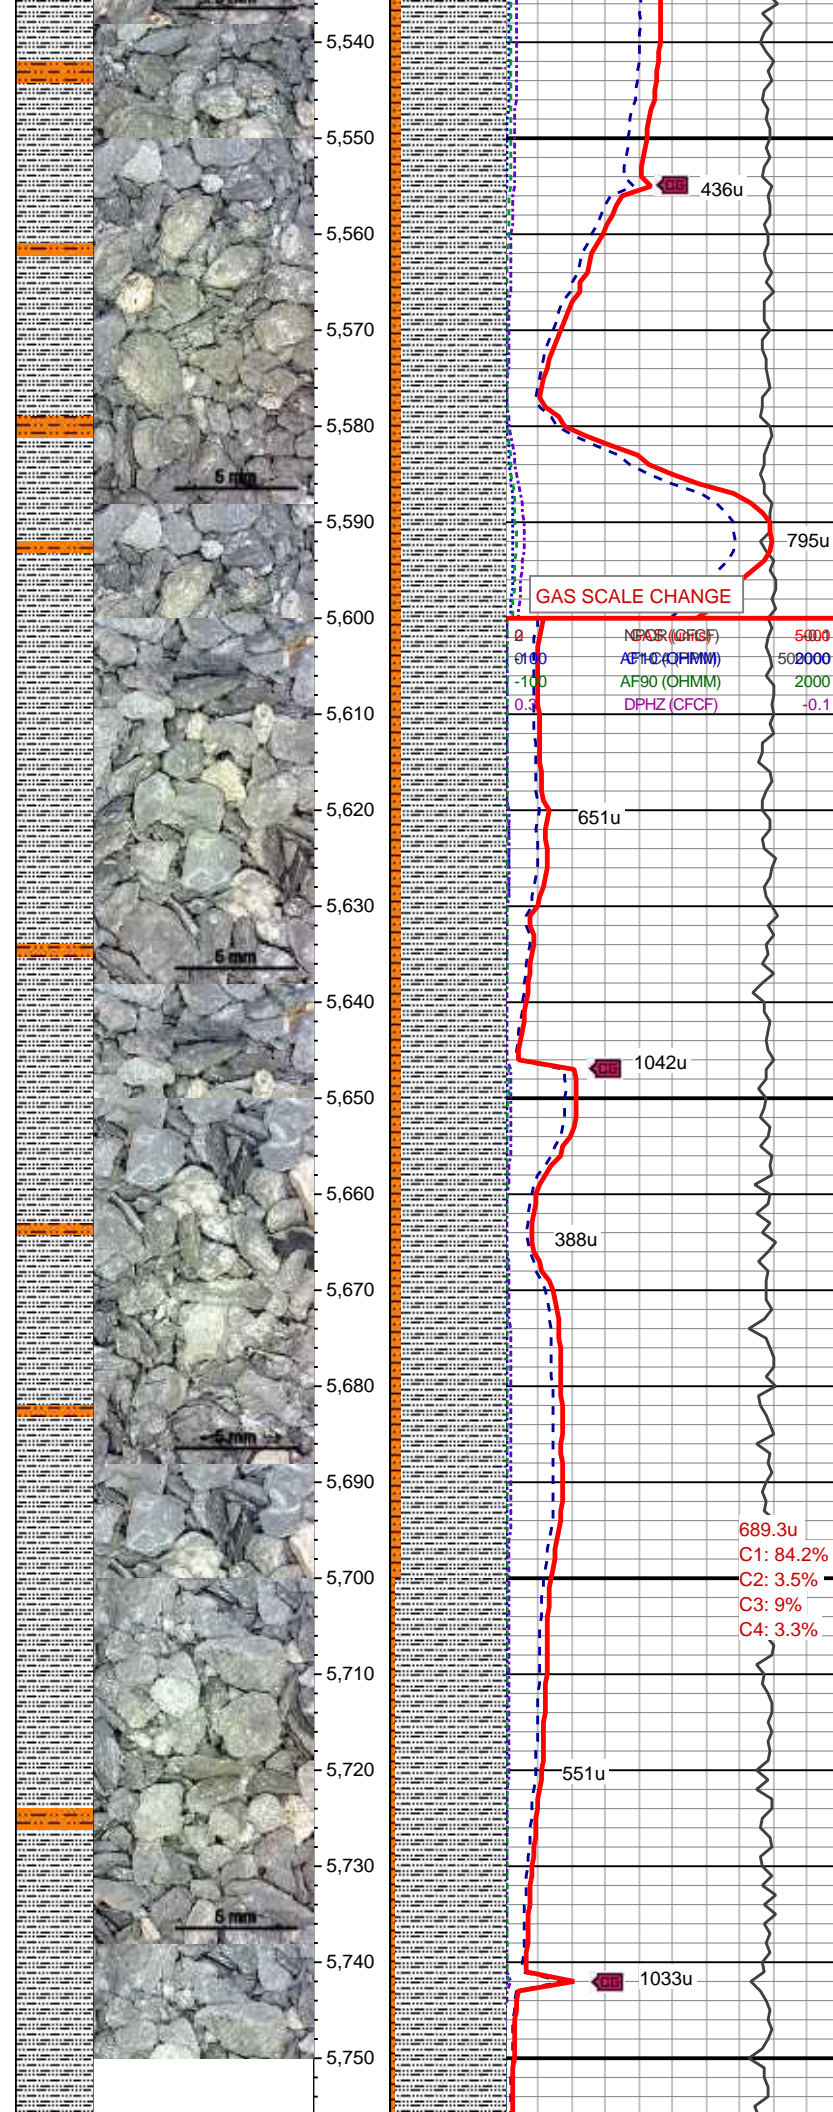 5,540
5,550
CG 436u
5,560
5,570
5,580
5 mm
5,590
795u
GAS SCALE CHANGE
5,600
AF90 (OHMM)
-100 2000
0.3 DPHZ (CFCF) -0.1
5,610
5,620
651u
5,630
5 mm
5,640
CG 1042u
5,650
5,660
388u
5,670
5,680
5 mm
5,690
689.3u
C1: 84.2%
5,700
C2: 3.5%
C3: 9%
C4: 3.3%
5,710
5,720
551u
5,730
5 mm
5,740
CG 1033u
5,750